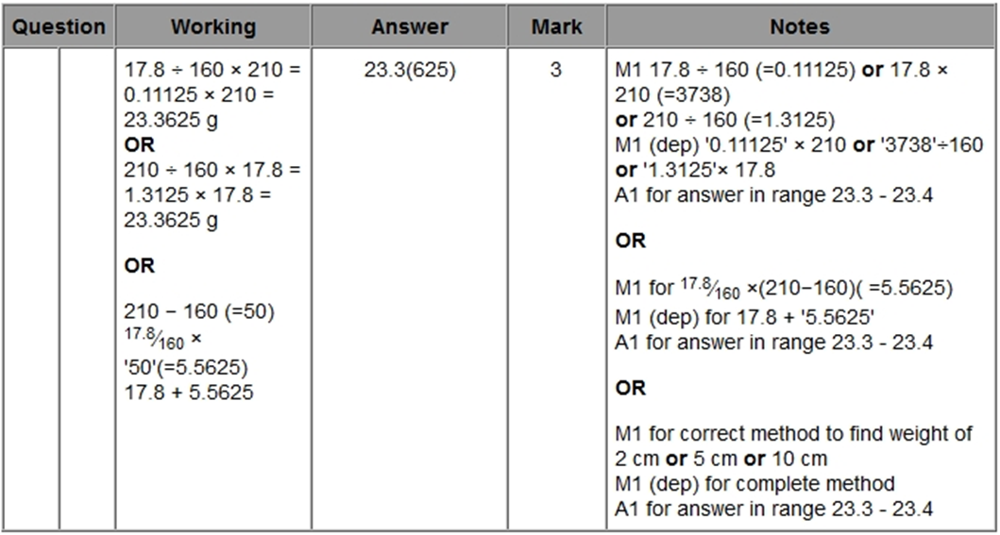 Question Working Answer Mark Notes
17.8 ÷ 160 × 210 =
0.11125 × 210 =
23.3625 g
OR
210 ÷ 160 × 17.8 =
1.3125 × 17.8 =
23.3625 g
OR
210 − 160 (=50)
17.8/160 ×
'50'(=5.5625)
17.8 + 5.5625
23.3(625)
3
M1 17.8 ÷ 160 (=0.11125) or 17.8 ×
210 (=3738)
or 210 ÷ 160 (=1.3125)
M1 (dep) '0.11125' × 210 or '3738'÷160
or '1.3125'× 17.8
A1 for answer in range 23.3 - 23.4
OR
M1 for 17.8/160 ×(210−160)( =5.5625)
M1 (dep) for 17.8 + '5.5625'
A1 for answer in range 23.3 - 23.4
OR
M1 for correct method to find weight of
2 cm or 5 cm or 10 cm
M1 (dep) for complete method
A1 for answer in range 23.3 - 23.4